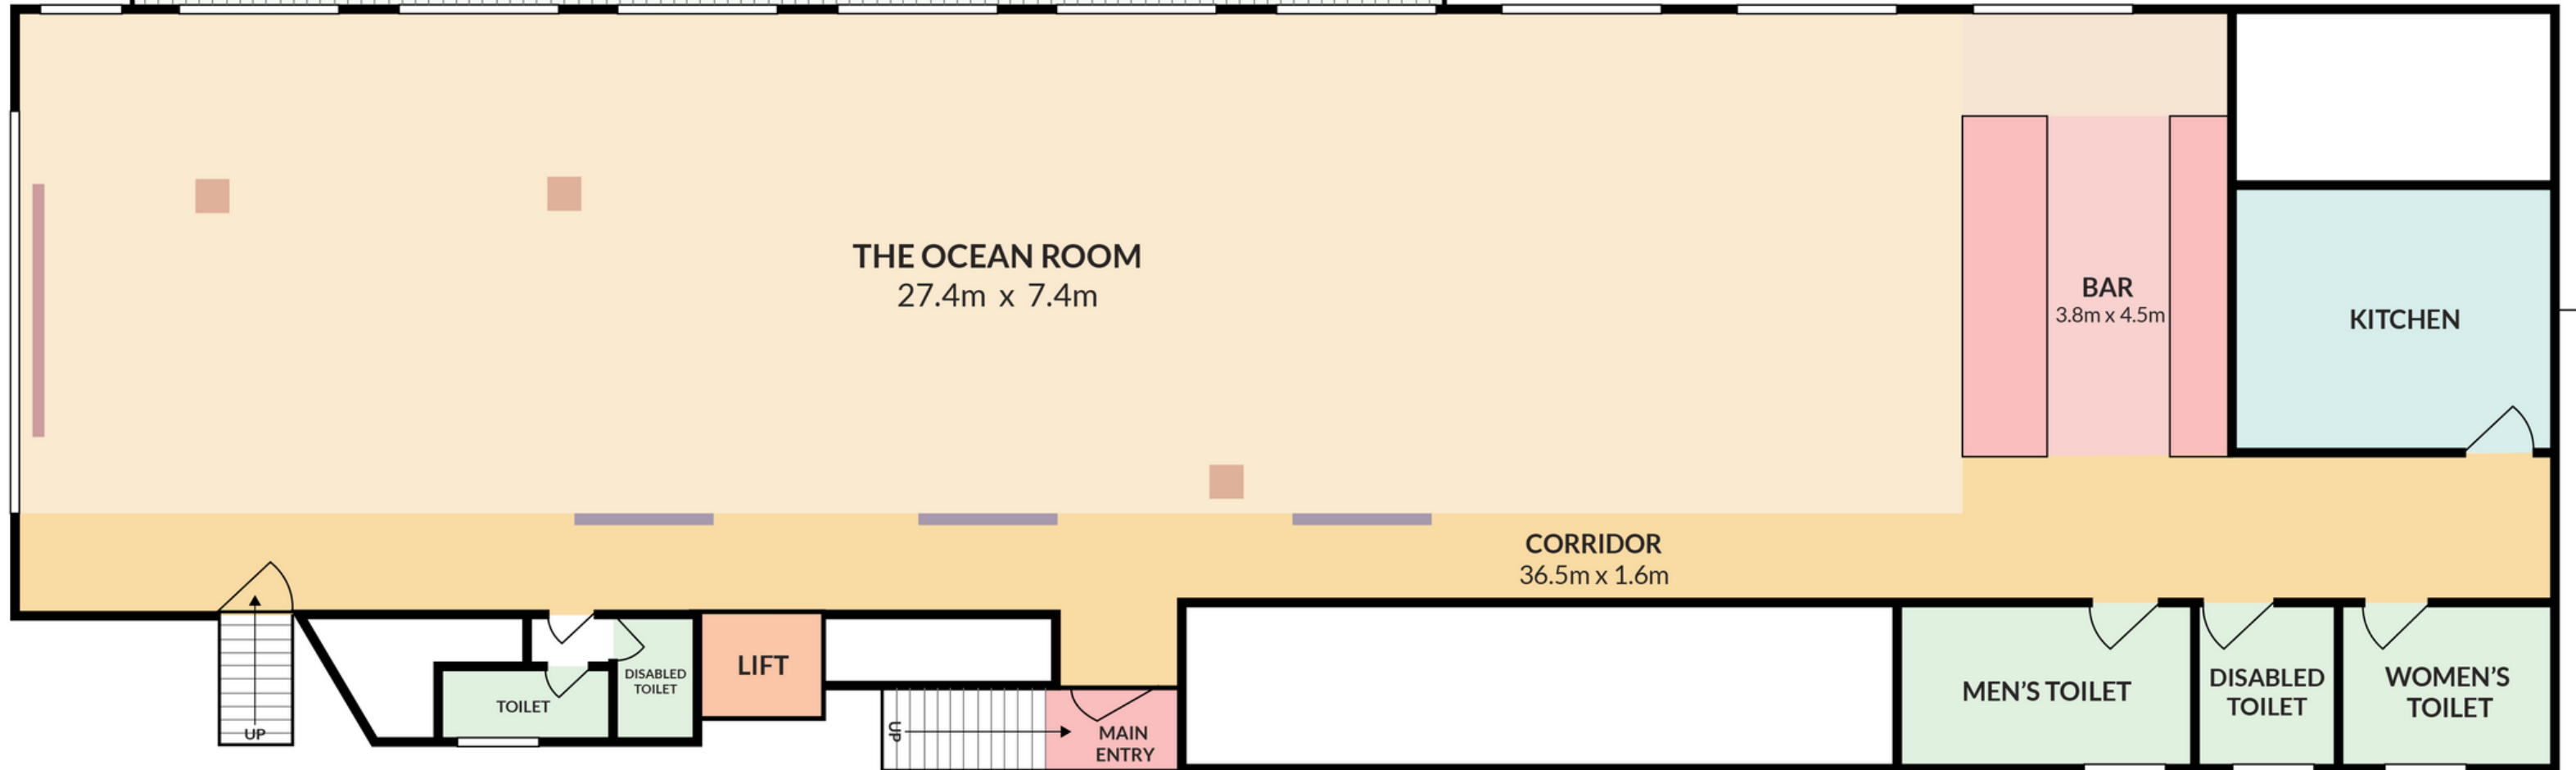 THE OCEAN ROOM
27.4m x 7.4m
BAR
3.8m x 4.5m
KITCHEN
CORRIDOR
36.5m x 1.6m
UP
TOILET
DISABLED
TOILET
LIFT
UP
MAIN
ENTRY
MEN'S TOILET
DISABLED
TOILET
WOMEN'S
TOILET